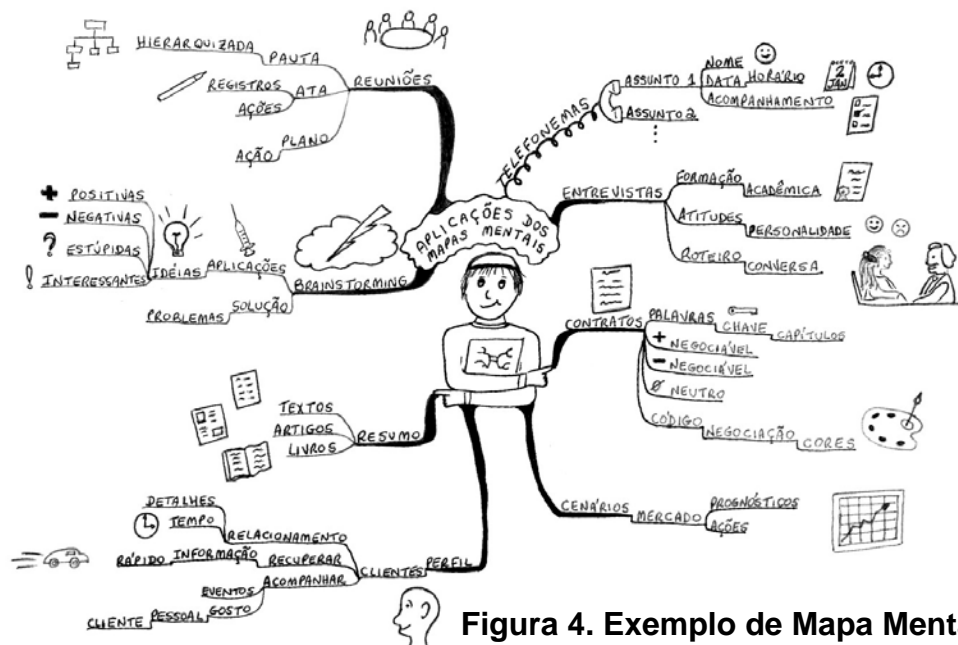 APLICAÇÕES DOS
MAPAS MENTAIS
TELEFONEMAS
ASSUNTO 1
NOME
DATA HORÁRIO
2
JAN
ACOMPANHAMENTO
ASSUNTO 2
ENTREVISTAS
FORMAÇÃO
ACADÊMICA
ATITUDES
PERSONALIDADE
ROTEIRO
CONVERSA
CONTRATOS
PALAVRAS
CHAVE
CAPÍTULOS
+ NEGOCIÁVEL
- NEGOCIÁVEL
Ø NEUTRO
CÓDIGO
NEGOCIAÇÃO
CORES
CENÁRIOS
MERCADO
PROGNÓSTICOS
AÇÕES
PERFIL
CLIENTES
RELACIONAMENTO
DETALHES
TEMPO
RECUPERAR
INFORMAÇÃO
RÁPIDO
ACOMPANHAR
EVENTOS
GOSTO
PESSOAL
CLIENTE
RESUMO
TEXTOS
ARTIGOS
LIVROS
BRAINSTORMING
APLICAÇÕES
IDÉIAS
+ POSITIVAS
- NEGATIVAS
? ESTÚPIDAS
! INTERESSANTES
SOLUÇÃO
PROBLEMAS
REUNIÕES
PAUTA
HIERARQUIZADA
ATA
REGISTROS
AÇÕES
PLANO
AÇÃO
Figura 4. Exemplo de Mapa Ment